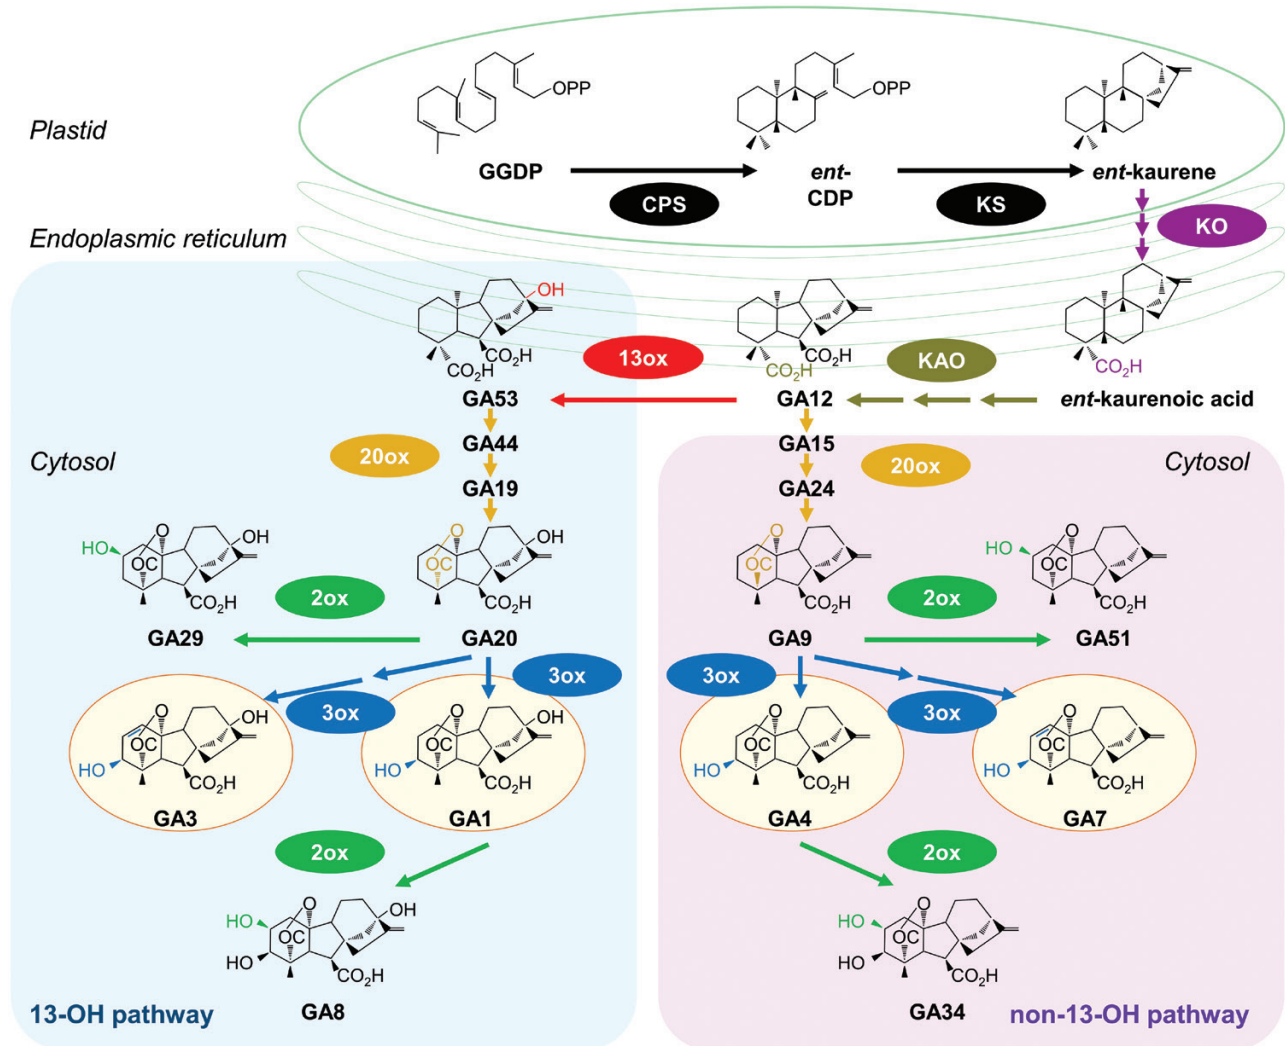 OPP
OPP
Plastid
GGDP
ent-
CDP
ent-kaurene
CPS
KS
KO
Endoplasmic reticulum
OH
CO2H
CO2H
13ox
CO2H
CO2H
KAO
CO2H
GA53
GA12
ent-kaurenoic acid
GA44
GA15
Cytosol
20ox
20ox
Cytosol
GA19
GA24
HO
O
OC
OH
CO2H
O
OC
OH
CO2H
O
OC
CO2H
HO
O
OC
CO2H
2ox
2ox
GA29
GA20
GA9
GA51
3ox
3ox
3ox
3ox
O
OC
OH
HO
CO2H
O
OC
OH
HO
CO2H
O
OC
HO
CO2H
O
OC
HO
CO2H
GA3
GA1
GA4
GA7
2ox
2ox
HO
O
OC
OH
HO
CO2H
HO
O
OC
HO
CO2H
GA8
GA34
13-OH pathway
non-13-OH pathway